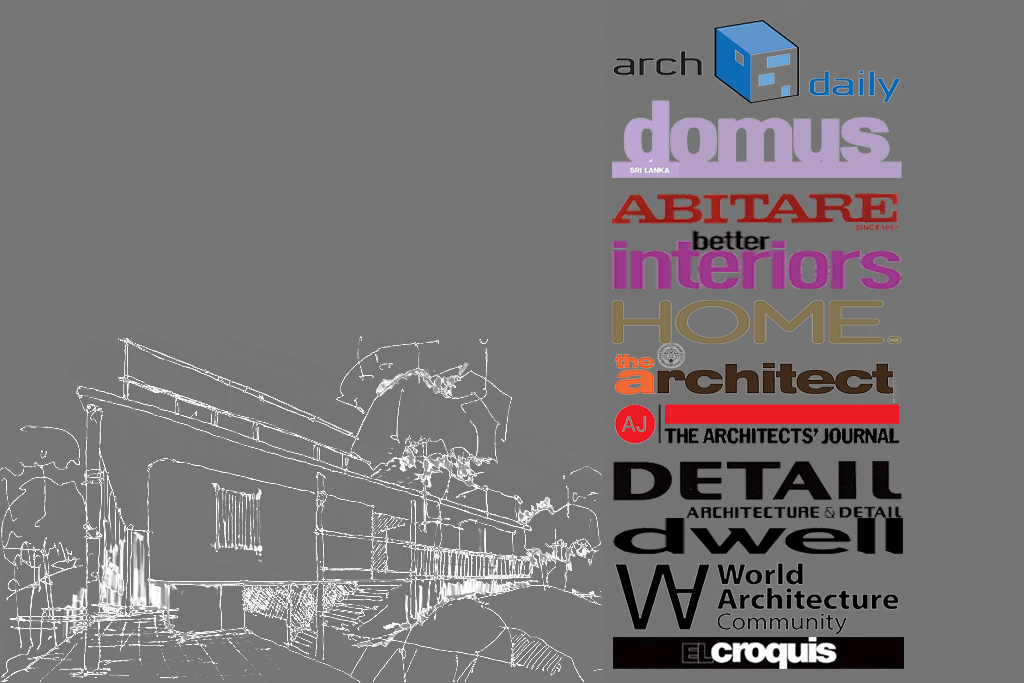 arch daily
domus
SRI LANKA
ABITARE
better
interiors
HOME.
the
architect
AJ THE ARCHITECTS' JOURNAL
DETAIL
ARCHITECTURE & DETAIL
dwell
WA World
Architecture
Community
EL croquis